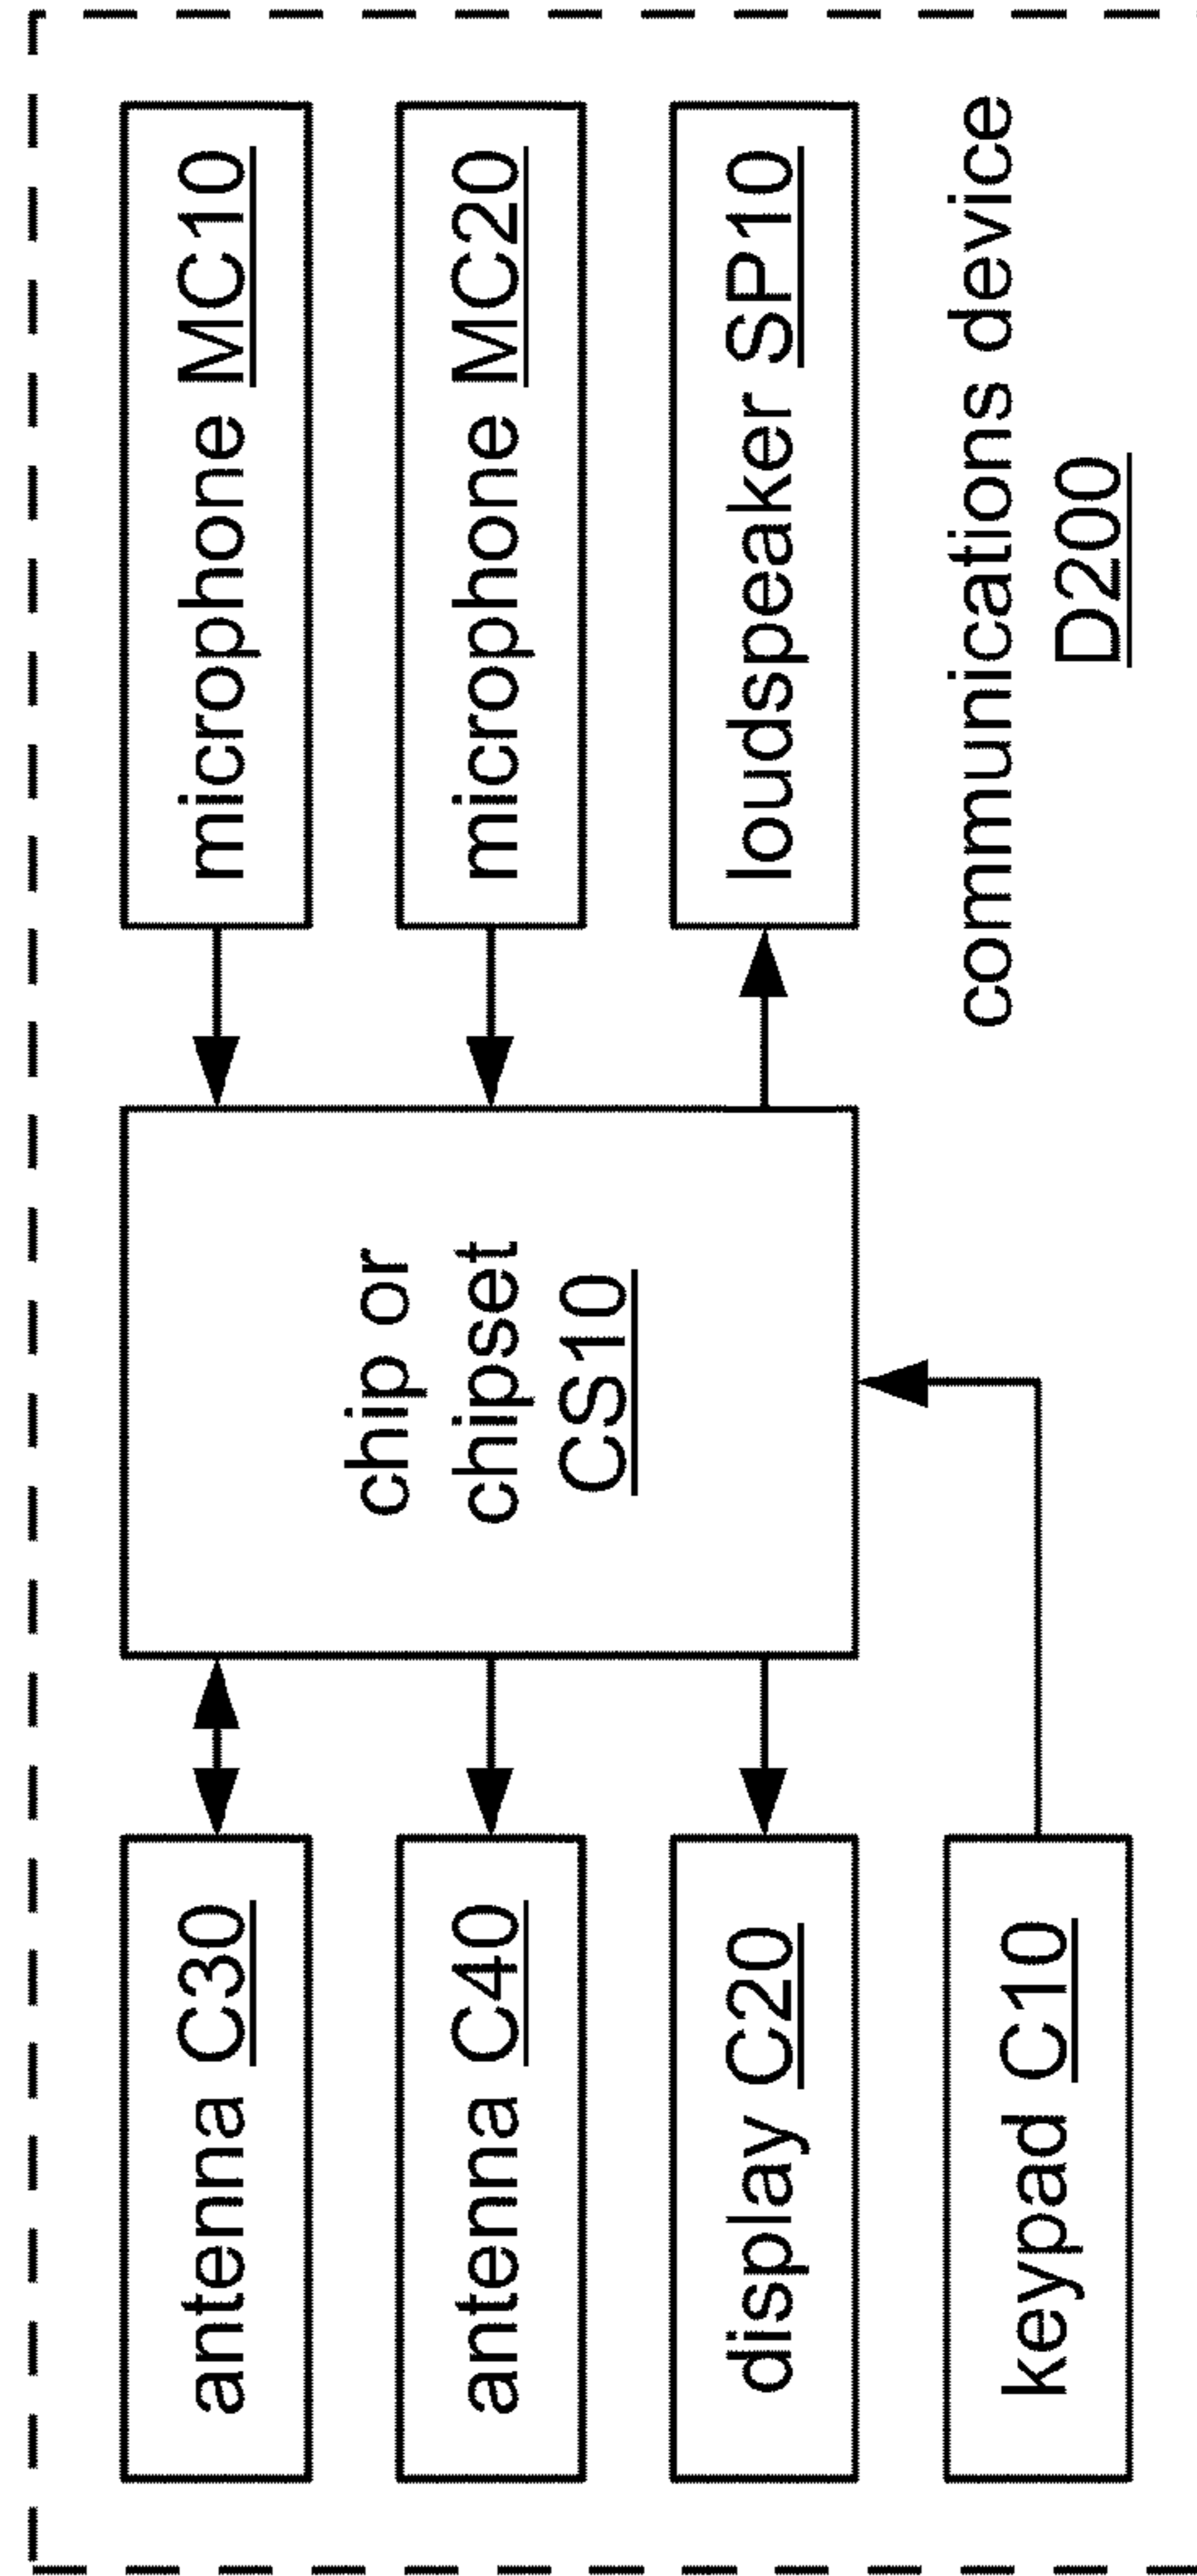 antenna C30
antenna C40
display C20
keypad C10
chip or
chipset
CS10
microphone MC10
microphone MC20
loudspeaker SP10
communications device
D200